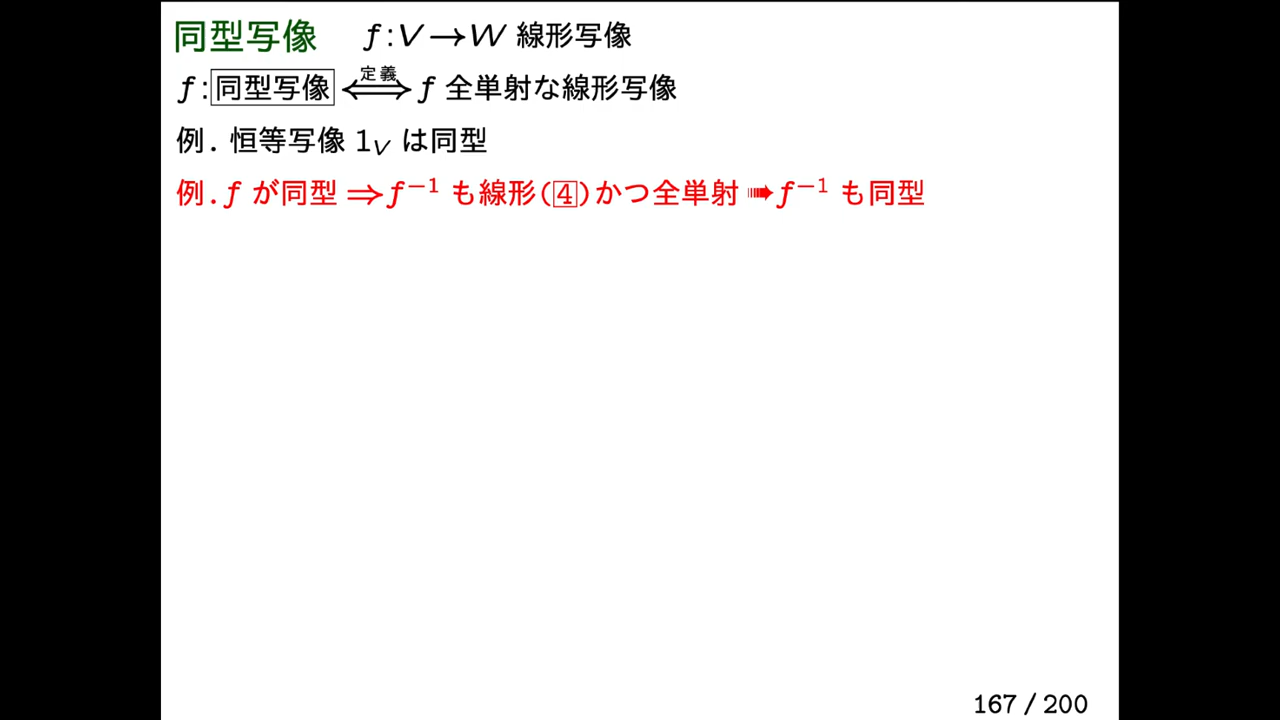 同型写像 f:V→W 線形写像
f:同型写像 ⟺ 定義 f 全単射な線形写像
例. 恒等写像 1_V は同型
例. f が同型 ⇒ f⁻¹ も線形(4)かつ全単射 ➠ f⁻¹ も同型
167 / 200